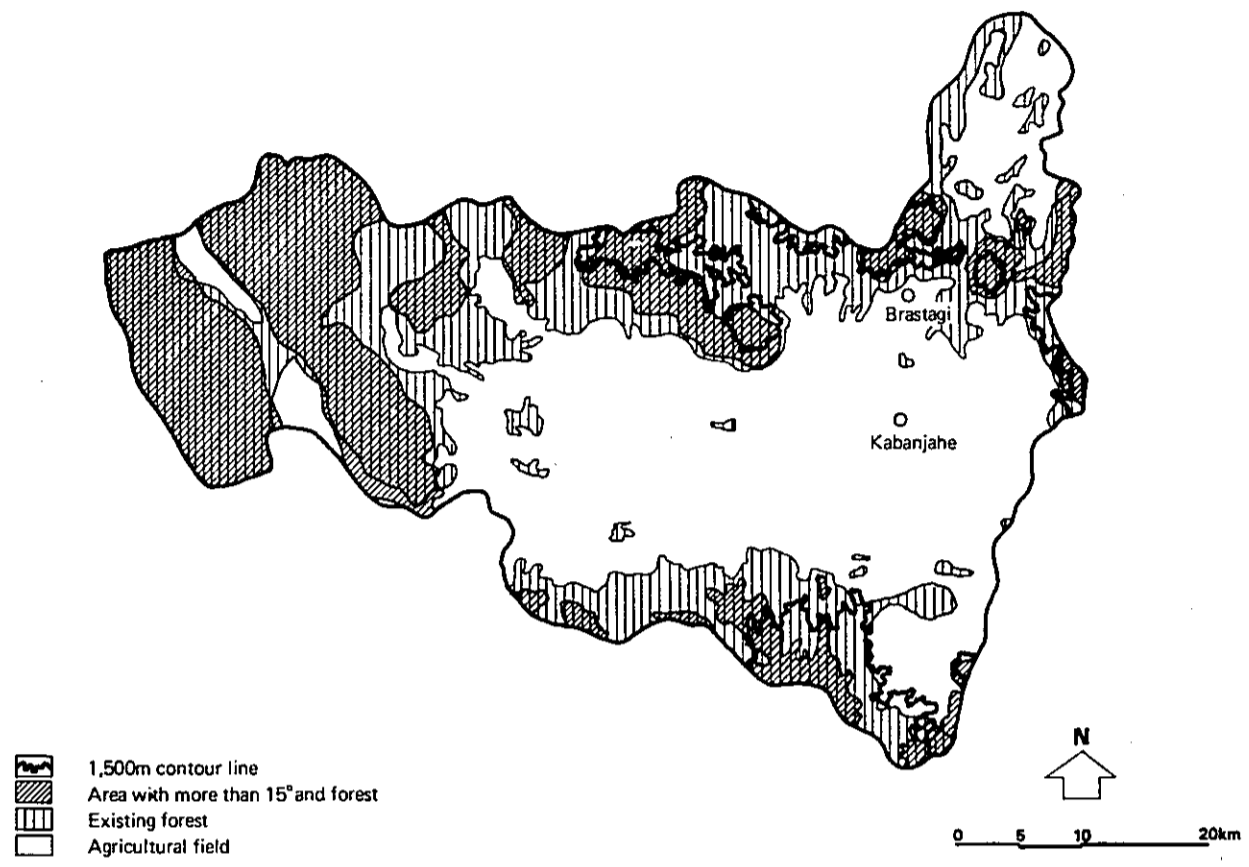 Brastagi
Kabanjahe
1,500m contour line
Area with more than 15° and forest
Existing forest
Agricultural field
N
0 5 10 20km